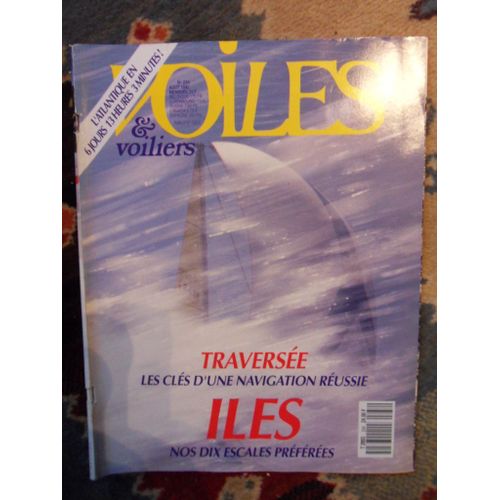 L'ATLANTIQUE EN
6 JOURS 13 HEURES 3 MINUTES !
VOILES
& voiliers
TRAVERSÉE
LES CLÉS D'UNE NAVIGATION RÉUSSIE
ILES
NOS DIX ESCALES PRÉFÉRÉES